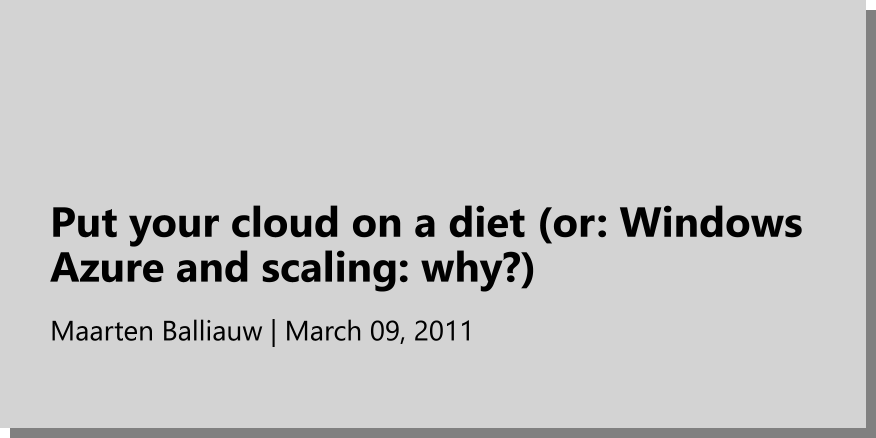 Put your cloud on a diet (or: Windows
Azure and scaling: why?)
Maarten Balliauw | March 09, 2011